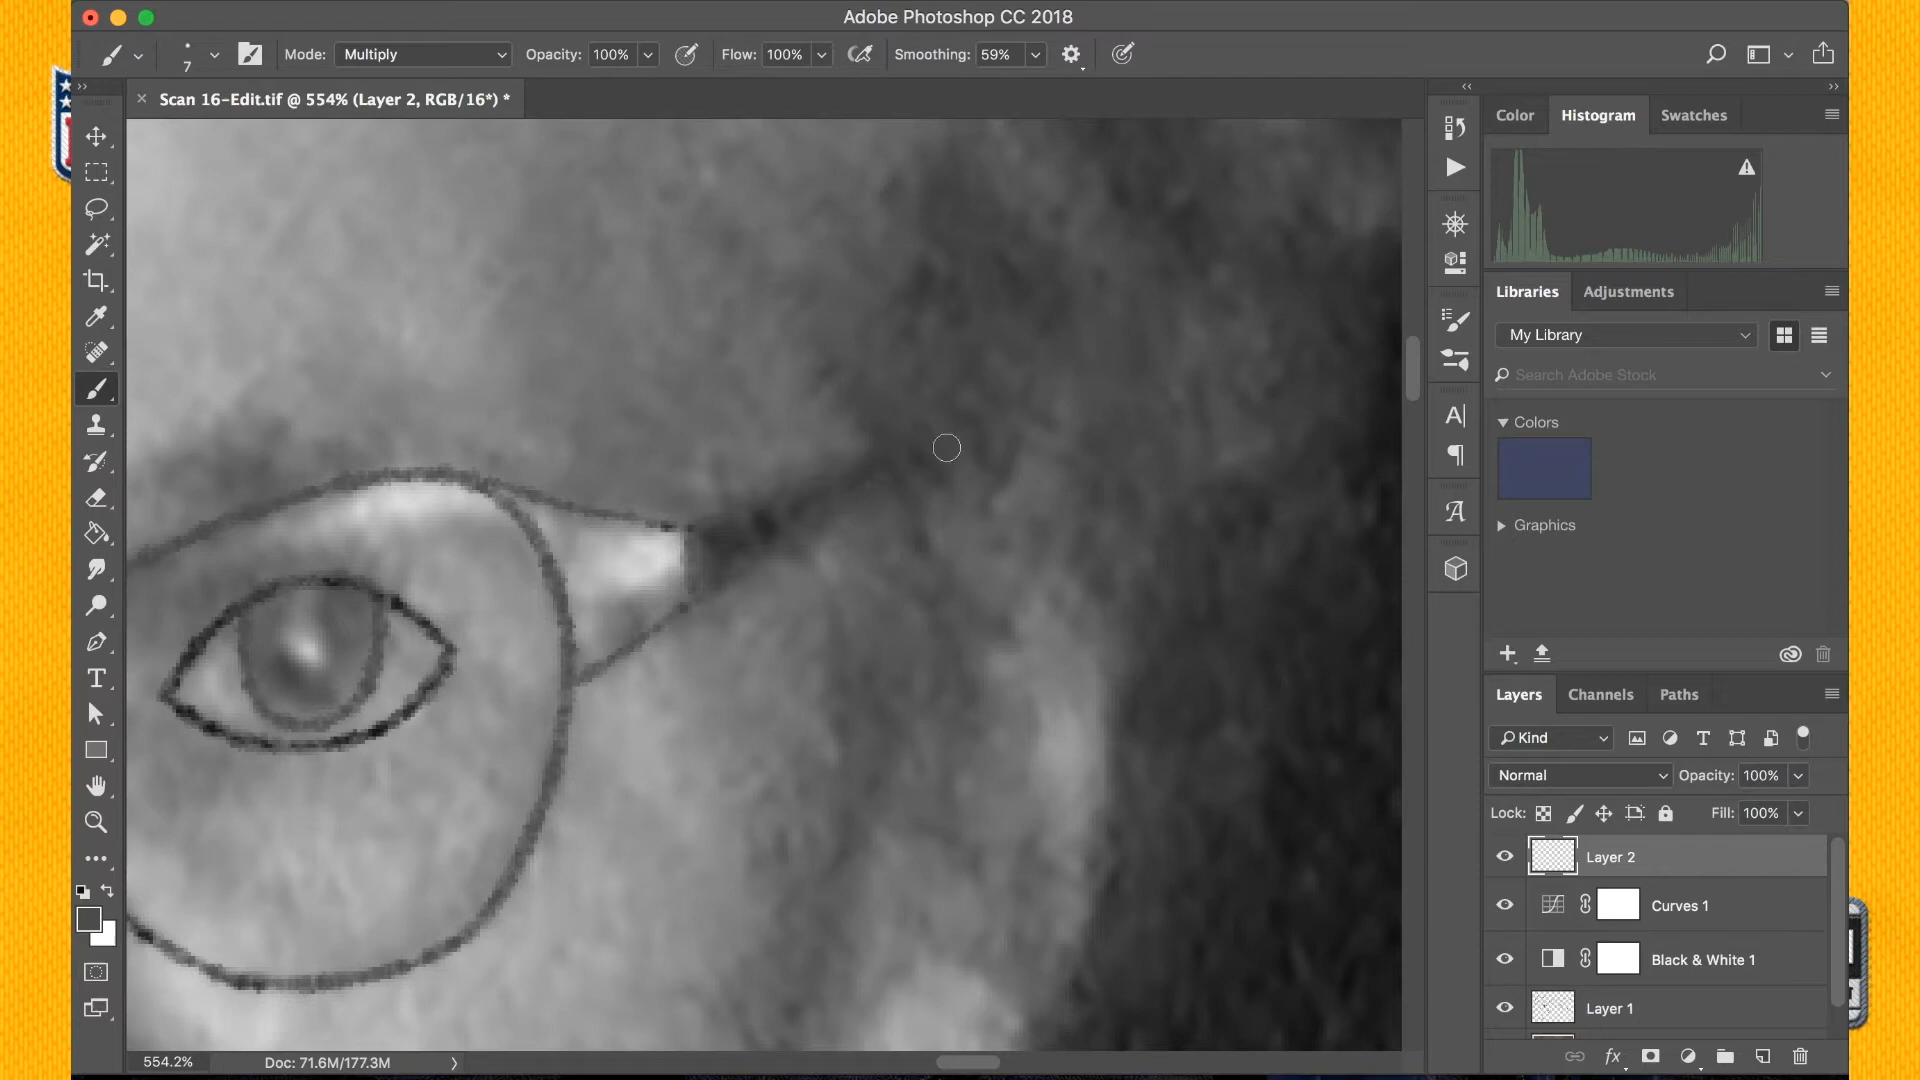 Adobe Photoshop CC 2018
7 Mode: Multiply Opacity: 100% Flow: 100% Smoothing: 59%
× Scan 16-Edit.tif @ 554% (Layer 2, RGB/16*) *
Color Histogram Swatches
Libraries Adjustments
My Library
Search Adobe Stock
Colors
Graphics
Layers Channels Paths
Kind
Normal Opacity: 100%
Lock: Fill: 100%
Layer 2
Curves 1
Black & White 1
Layer 1
fx
554.2% Doc: 71.6M/177.3M